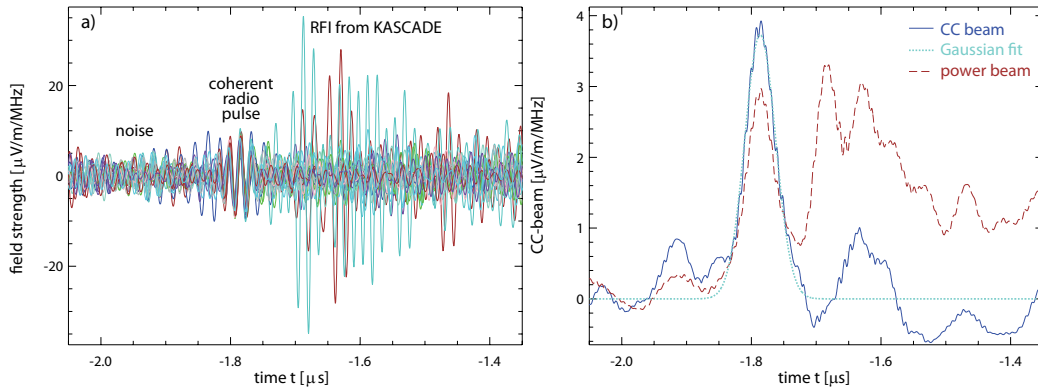 a)
RFI from KASCADE
coherent
radio
pulse
noise
field strength [ μV/m/MHz]
20
0
-20
-2.0
-1.8
-1.6
-1.4
time t [ μs]
b)
CC beam
Gaussian fit
power beam
CC-beam [μV/m/MHz]
4
3
2
1
0
-2.0
-1.8
-1.6
-1.4
time t [ μs]